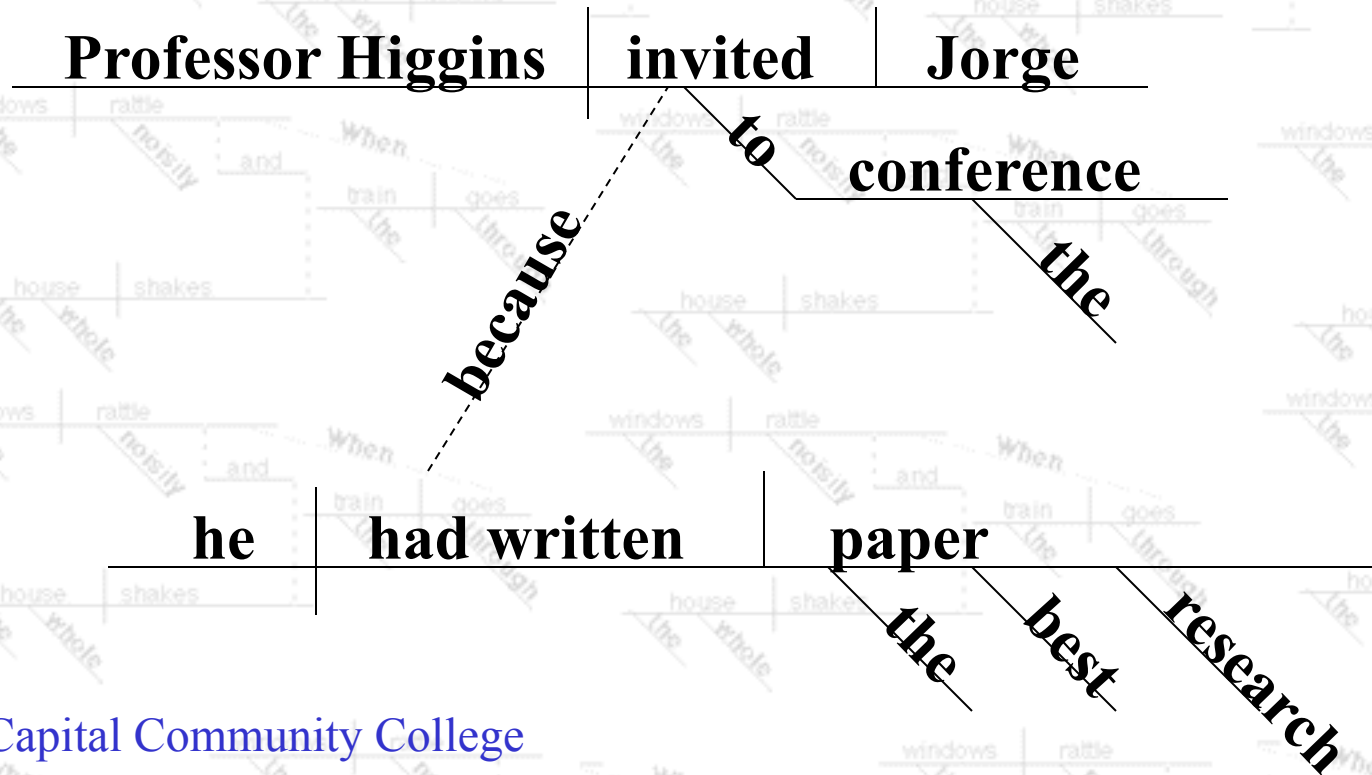 Professor Higgins invited Jorge
to
conference
the
because
he had written paper
the
best
research
Capital Community College